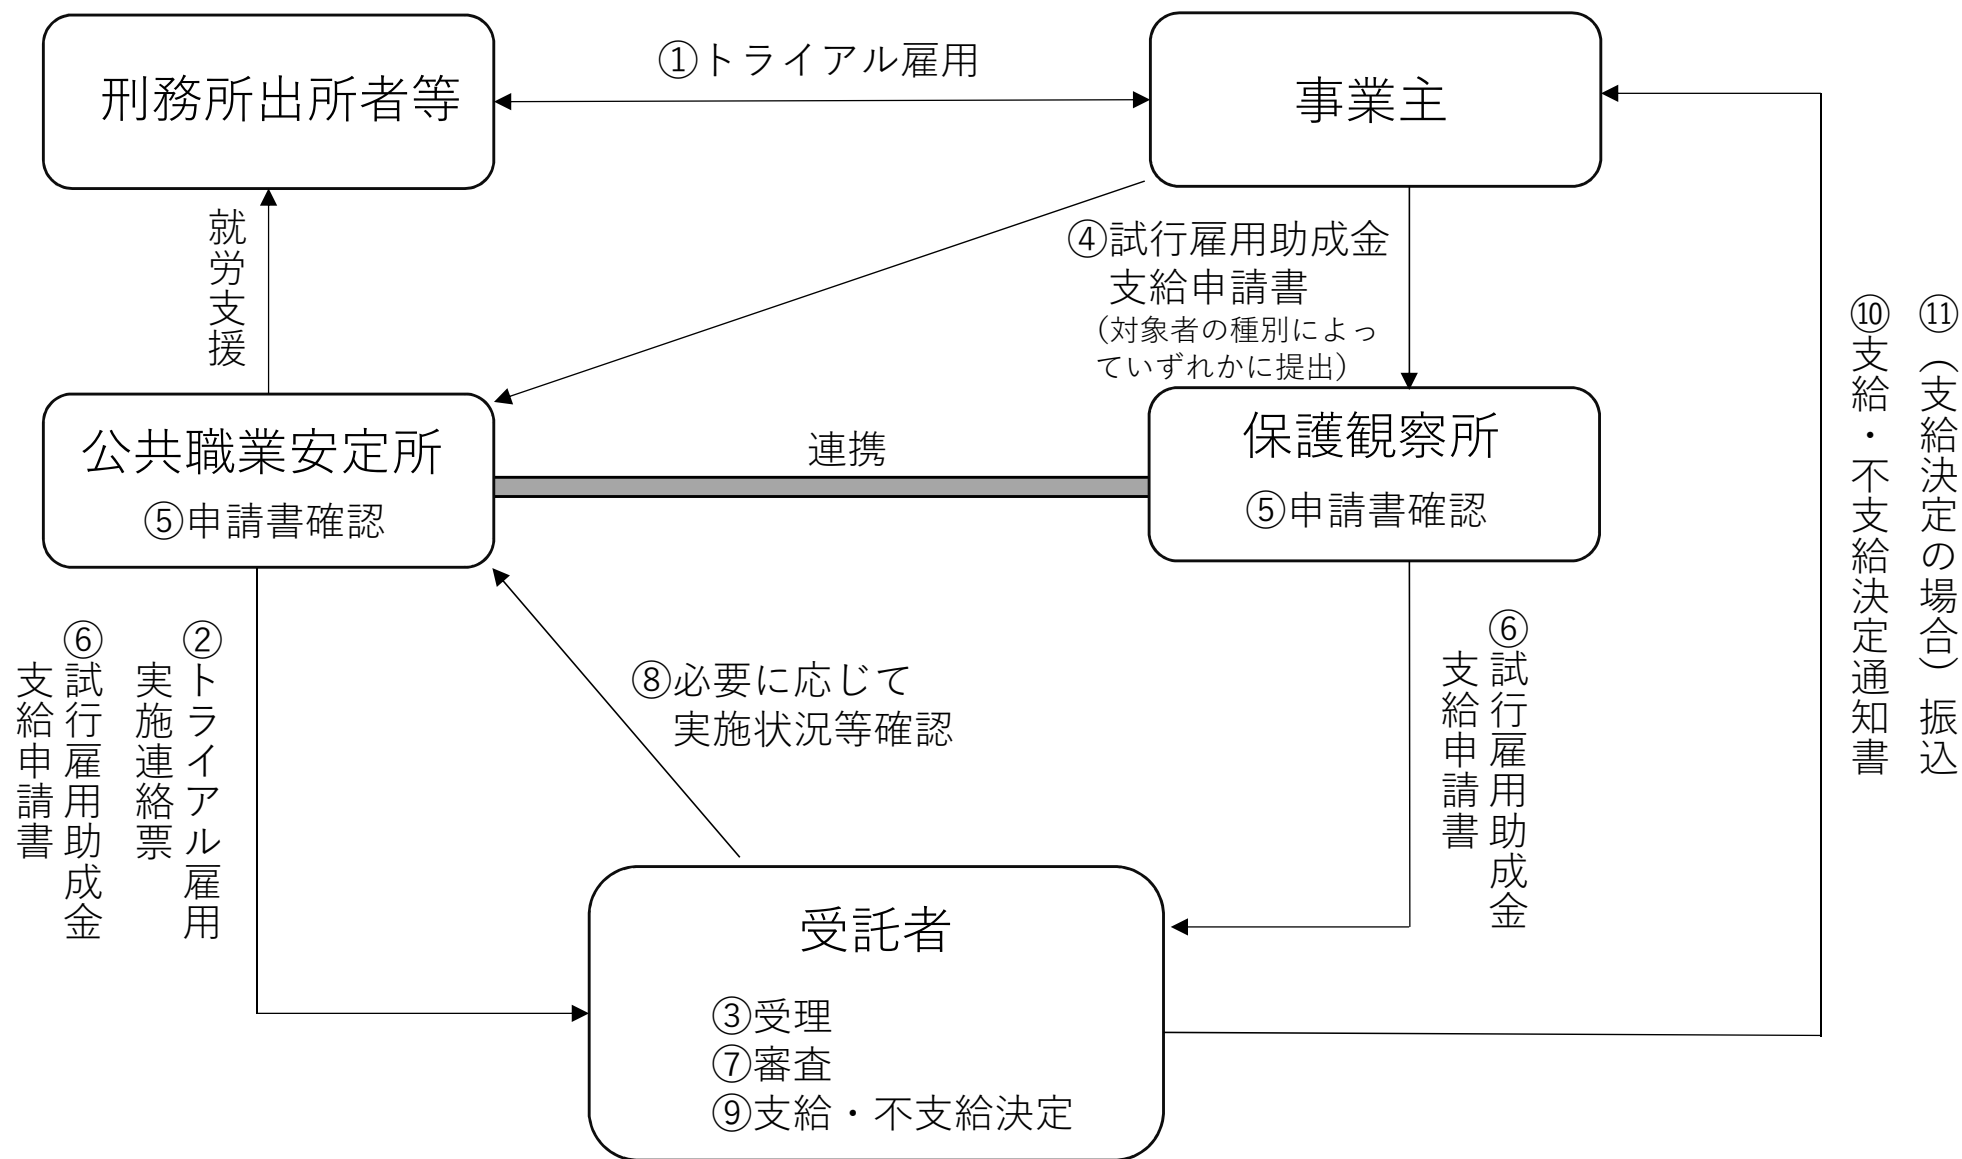 刑務所出所者等
①トライアル雇用
事業主
就労支援
④試行雇用助成金
支給申請書
(対象者の種別によっ
ていずれかに提出)
公共職業安定所
⑤申請書確認
連携
保護観察所
⑤申請書確認
⑪(支給決定の場合)振込
⑩支給・不支給決定通知書
②トライアル雇用
実施連絡票
⑥試行雇用助成金
支給申請書
⑧必要に応じて
実施状況等確認
⑥試行雇用助成金
支給申請書
受託者
③受理
⑦審査
⑨支給・不支給決定